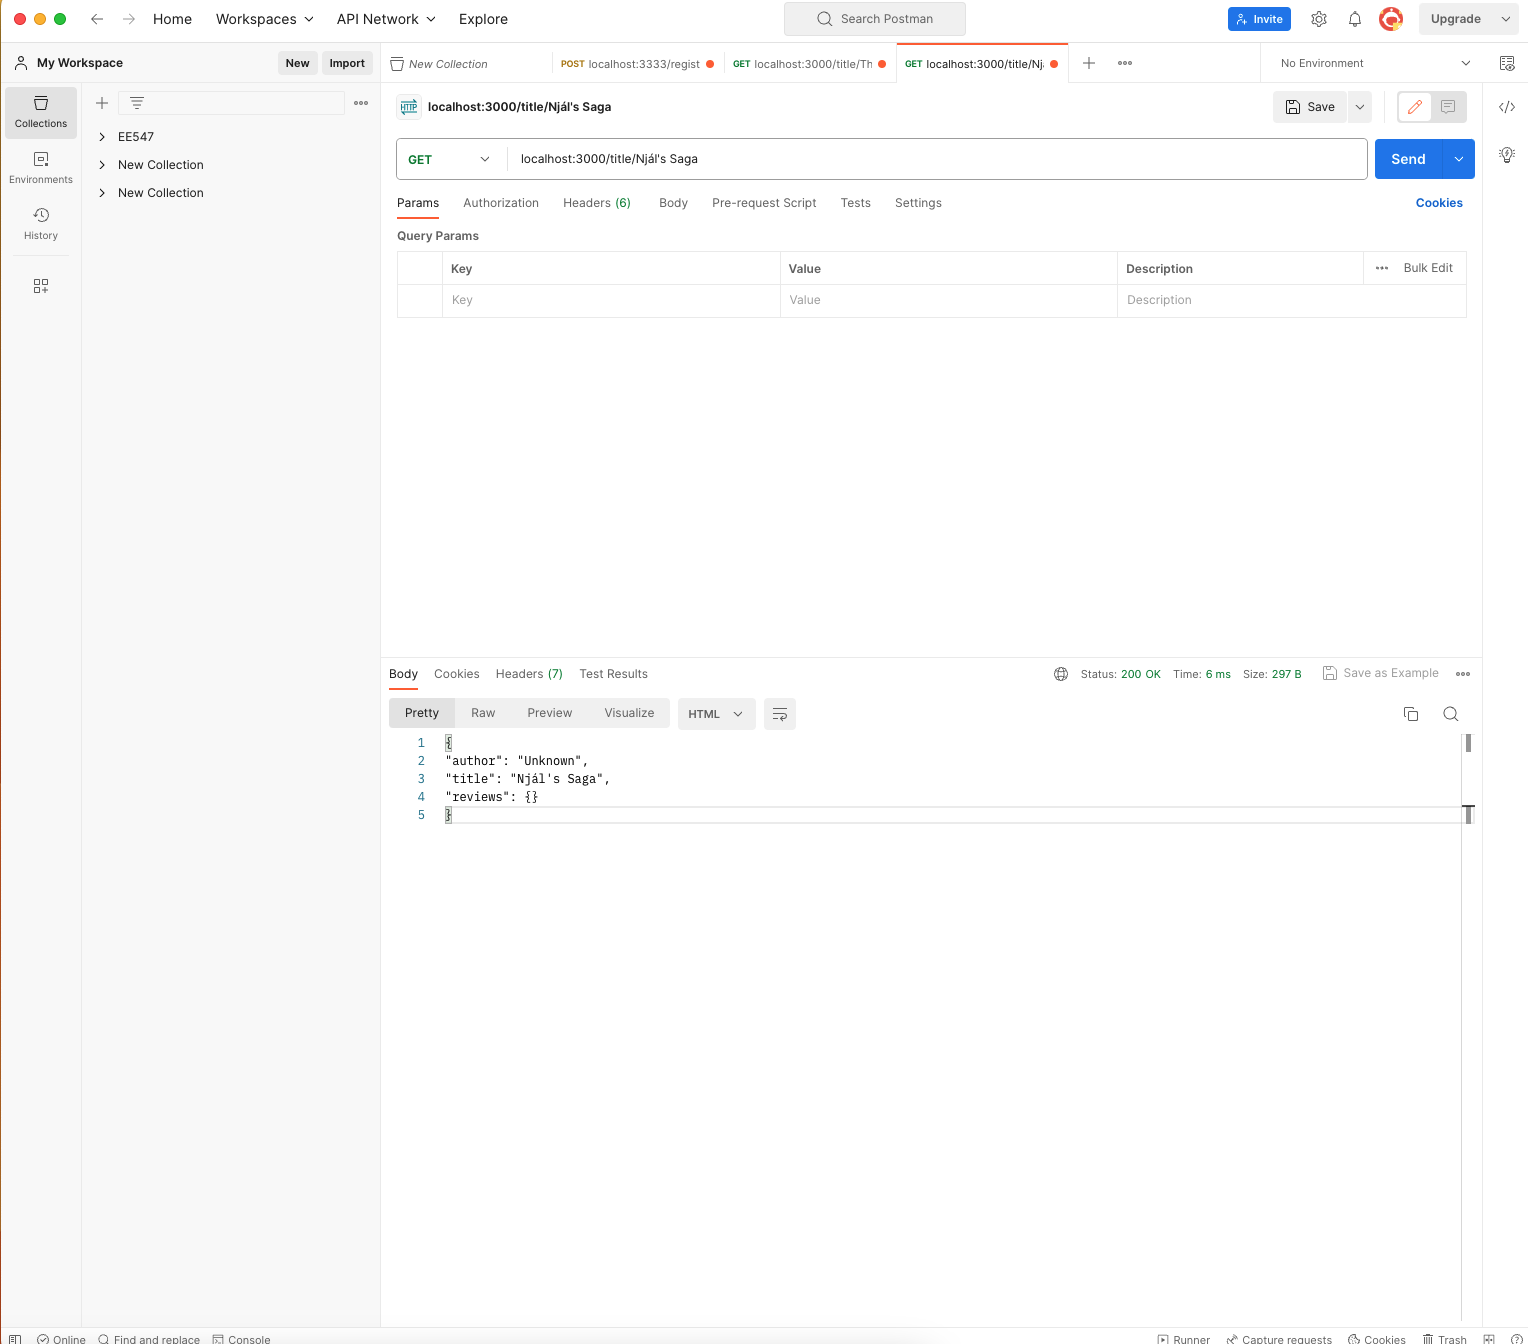 Home
Workspaces
API Network
Explore
Search Postman
Invite
Upgrade
My Workspace
New
Import
New Collection
POST localhost:3333/regist
GET localhost:3000/title/Th
GET localhost:3000/title/Nj
No Environment
Collections
Environments
History
EE547
New Collection
New Collection
HTTP
localhost:3000/title/Njál's Saga
Save
GET
localhost:3000/title/Njál's Saga
Send
Params
Authorization
Headers (6)
Body
Pre-request Script
Tests
Settings
Cookies
Query Params
Key
Value
Description
Bulk Edit
Key
Value
Description
Body
Cookies
Headers (7)
Test Results
Status: 200 OK
Time: 6 ms
Size: 297 B
Save as Example
Pretty
Raw
Preview
Visualize
HTML
1 {
2 "author": "Unknown",
3 "title": "Njál's Saga",
4 "reviews": {}
5 }
Online
Find and replace
Console
Runner
Capture requests
Cookies
Trash